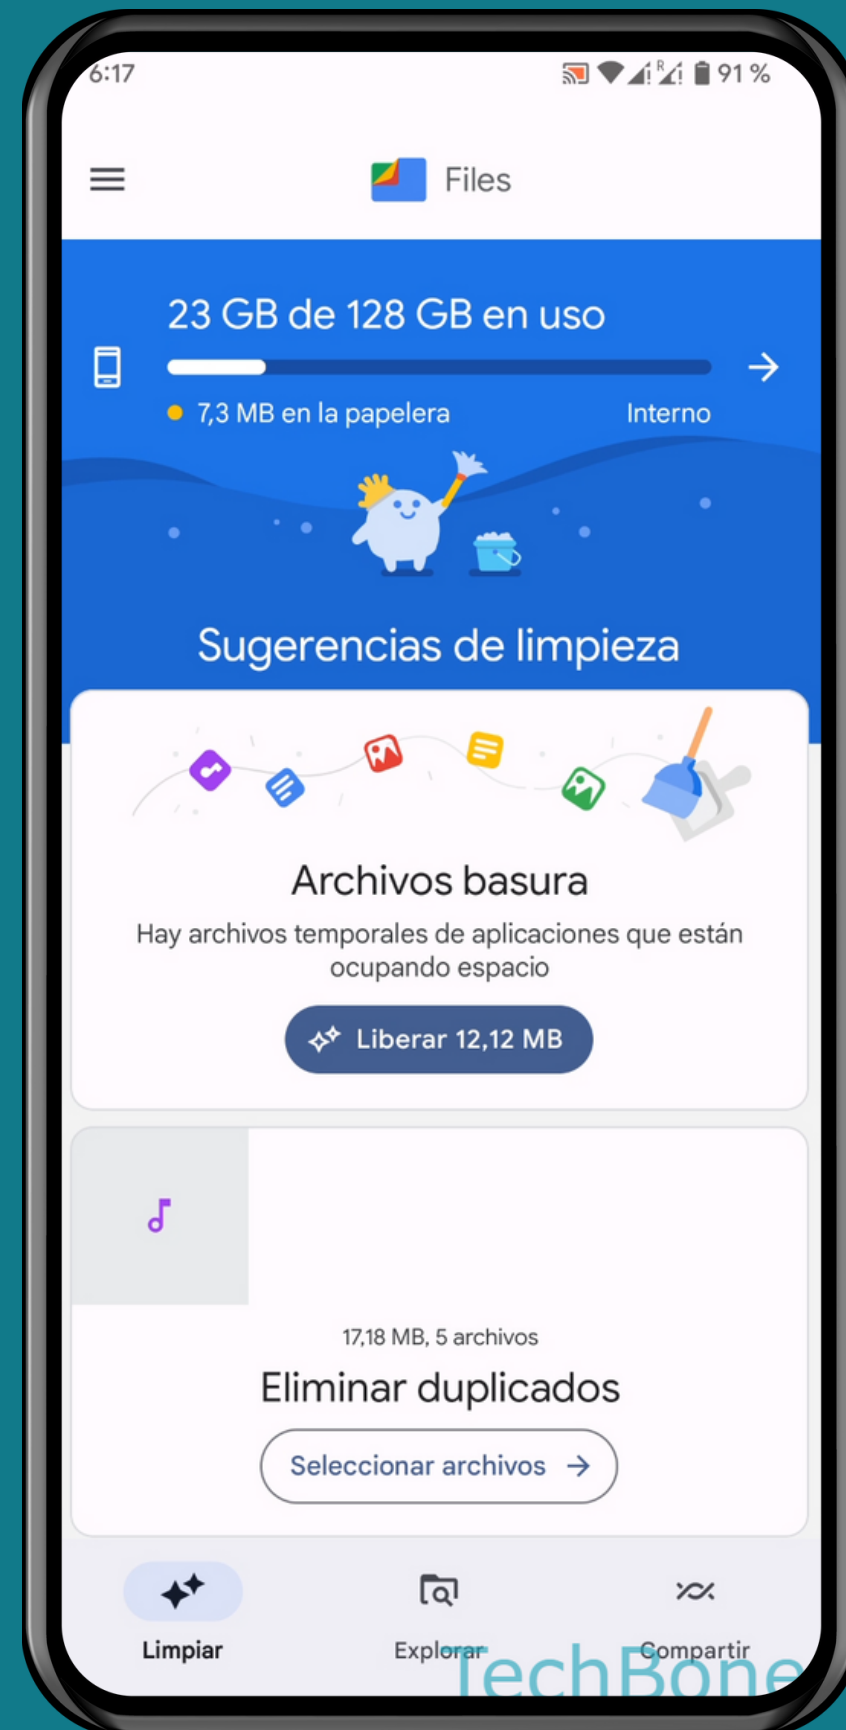 6:17
R
91 %
Files
23 GB de 128 GB en uso
7,3 MB en la papelera
Interno
Sugerencias de limpieza
Archivos basura
Hay archivos temporales de aplicaciones que están
ocupando espacio
Liberar 12,12 MB
17,18 MB, 5 archivos
Eliminar duplicados
Seleccionar archivos
Limpiar
Explorar
Compartir
TechBone